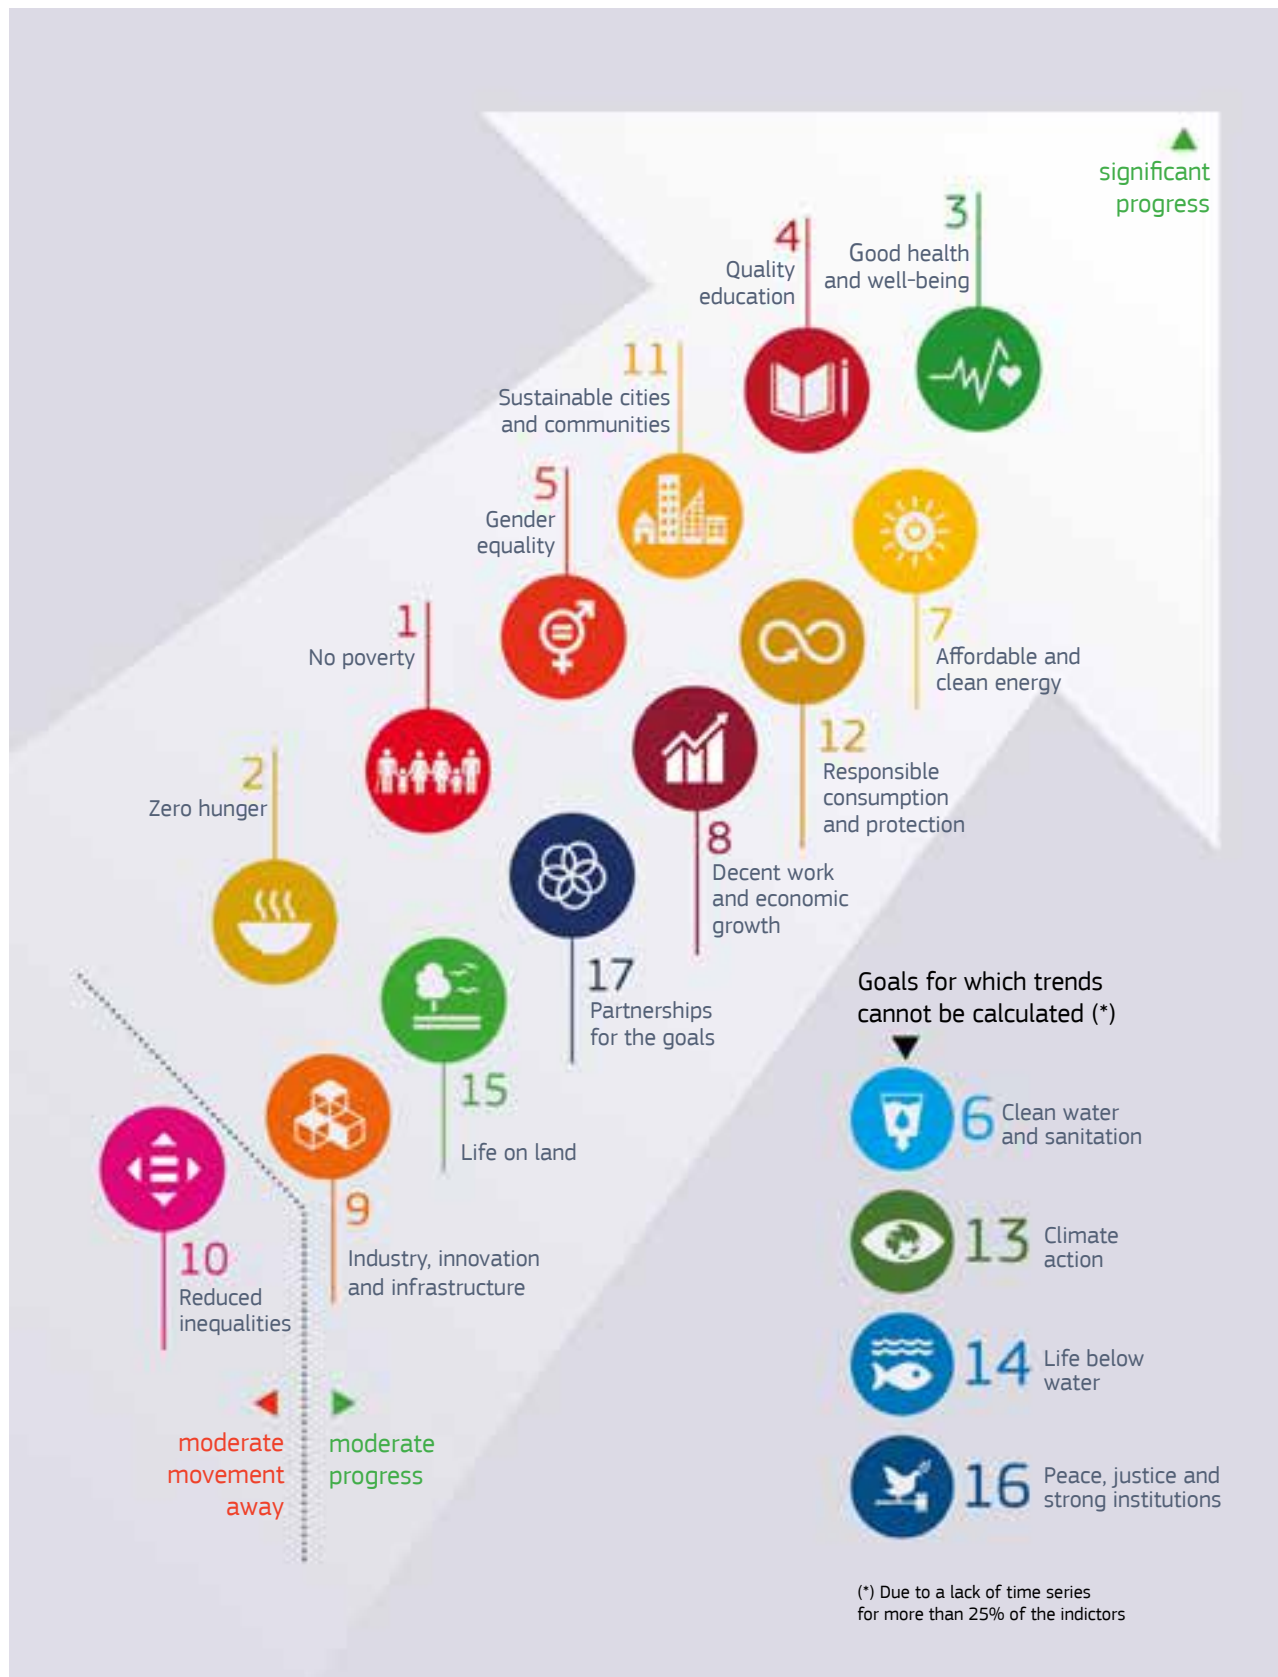 significant
progress
3
Good health
and well-being
4
Quality
education
11
Sustainable cities
and communities
5
Gender
equality
7
Affordable and
clean energy
1
No poverty
12
Responsible
consumption
and protection
2
Zero hunger
8
Decent work
and economic
growth
17
Partnerships
for the goals
15
Life on land
9
Industry, innovation
and infrastructure
10
Reduced
inequalities
moderate
movement
away
moderate
progress
Goals for which trends
cannot be calculated (*)
6
Clean water
and sanitation
13
Climate
action
14
Life below
water
16
Peace, justice and
strong institutions
(*) Due to a lack of time series
for more than 25% of the indictors